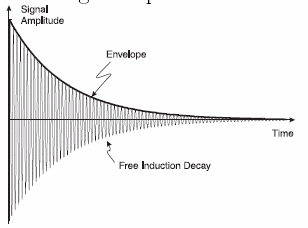 Signal
Amplitude
Envelope
Time
Free Induction Decay